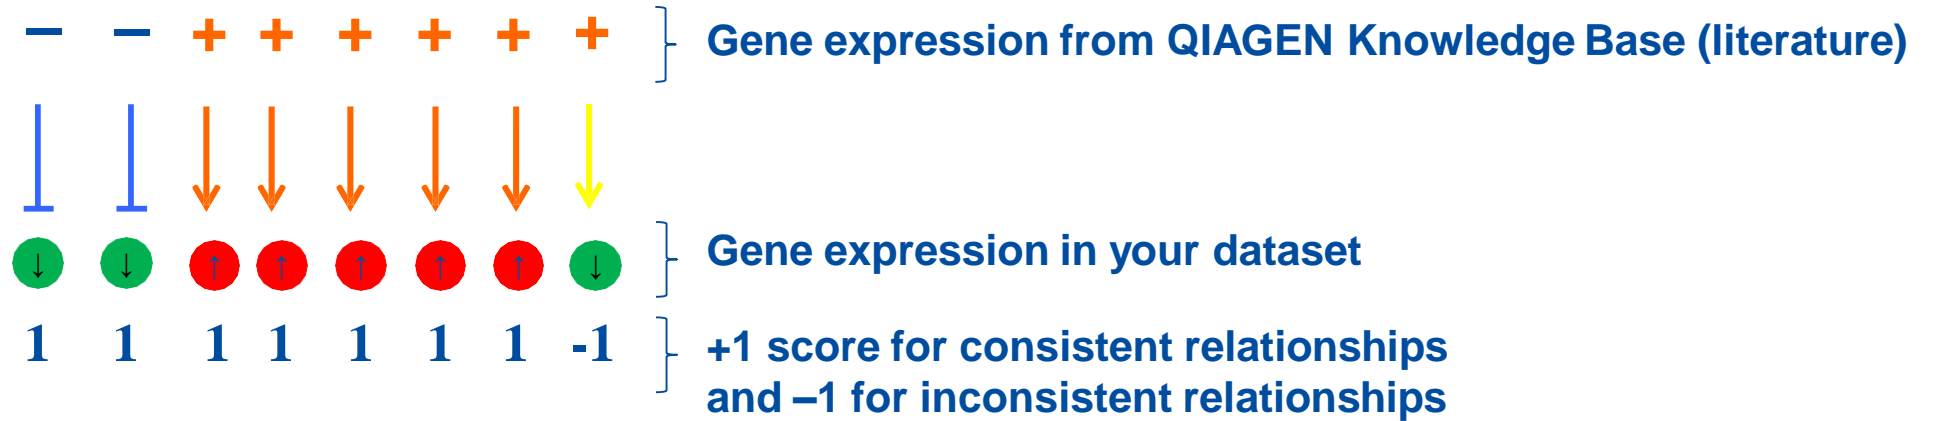 – – + + + + + +
Gene expression from QIAGEN Knowledge Base (literature)
↓ ↓ ↑ ↑ ↑ ↑ ↑ ↓
Gene expression in your dataset
1 1 1 1 1 1 1 -1
+1 score for consistent relationships
and –1 for inconsistent relationships